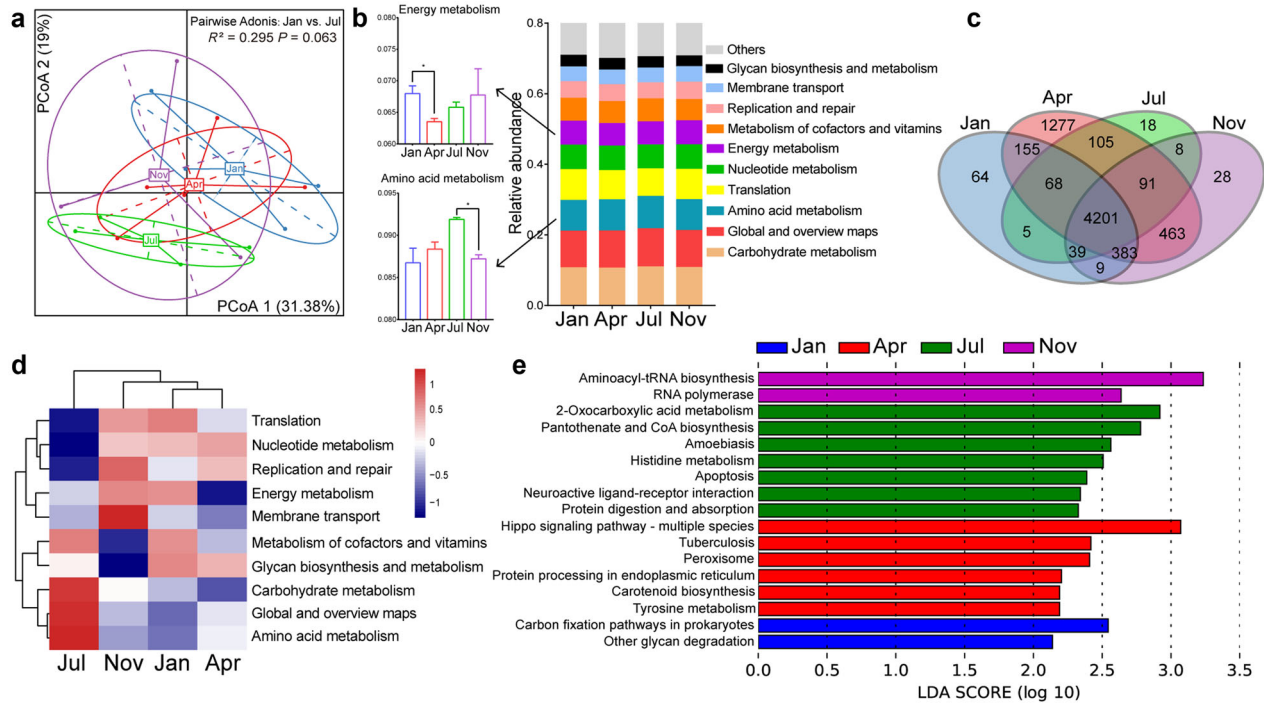 a
Pairwise Adonis: Jan vs. Jul
R² = 0.295 P = 0.063
PCoA 2 (19%)
Nov
Jan
Apr
Jul
PCoA 1 (31.38%)
b
Energy metabolism
0.075
0.070
0.065
0.060
*
Jan Apr Jul Nov
Amino acid metabolism
0.095
0.090
0.085
0.080
*
Jan Apr Jul Nov
Relative abundance
0.8
0.6
0.4
0.2
0.0
Jan Apr Jul Nov
Others
Glycan biosynthesis and metabolism
Membrane transport
Replication and repair
Metabolism of cofactors and vitamins
Energy metabolism
Nucleotide metabolism
Translation
Amino acid metabolism
Global and overview maps
Carbohydrate metabolism
c
Apr Jul
Jan Nov
1277 18
155 105 8
64 68 91 28
4201
5 463
39 383
9
d
Translation
Nucleotide metabolism
Replication and repair
Energy metabolism
Membrane transport
Metabolism of cofactors and vitamins
Glycan biosynthesis and metabolism
Carbohydrate metabolism
Global and overview maps
Amino acid metabolism
Jul Nov Jan Apr
1
0.5
0
−0.5
−1
e
Jan Apr Jul Nov
Aminoacyl-tRNA biosynthesis
RNA polymerase
2-Oxocarboxylic acid metabolism
Pantothenate and CoA biosynthesis
Amoebiasis
Histidine metabolism
Apoptosis
Neuroactive ligand-receptor interaction
Protein digestion and absorption
Hippo signaling pathway - multiple species
Tuberculosis
Peroxisome
Protein processing in endoplasmic reticulum
Carotenoid biosynthesis
Tyrosine metabolism
Carbon fixation pathways in prokaryotes
Other glycan degradation
0.0 0.5 1.0 1.5 2.0 2.5 3.0 3.5
LDA SCORE (log 10)